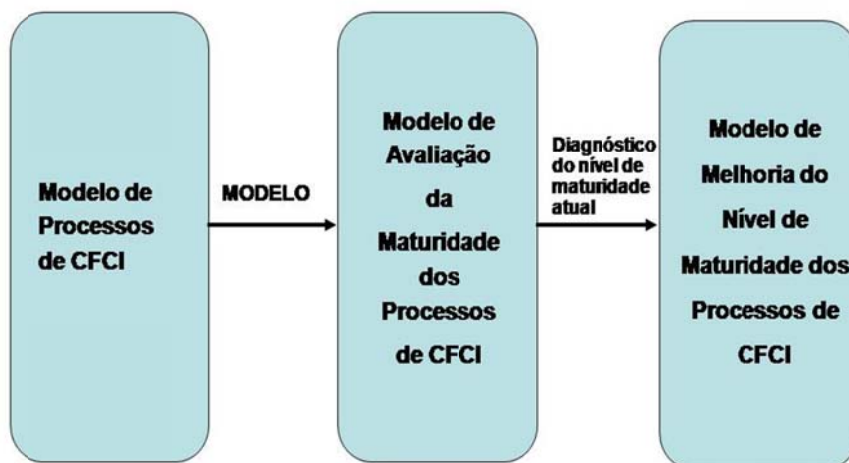 Modelo de
Processos
de CFCI
MODELO
Modelo de
Avaliação
da
Maturidade
dos
Processos
de CFCI
Diagnóstico
do nível de
maturidade
atual
Modelo de
Melhoria do
Nível de
Maturidade dos
Processos de
CFCI